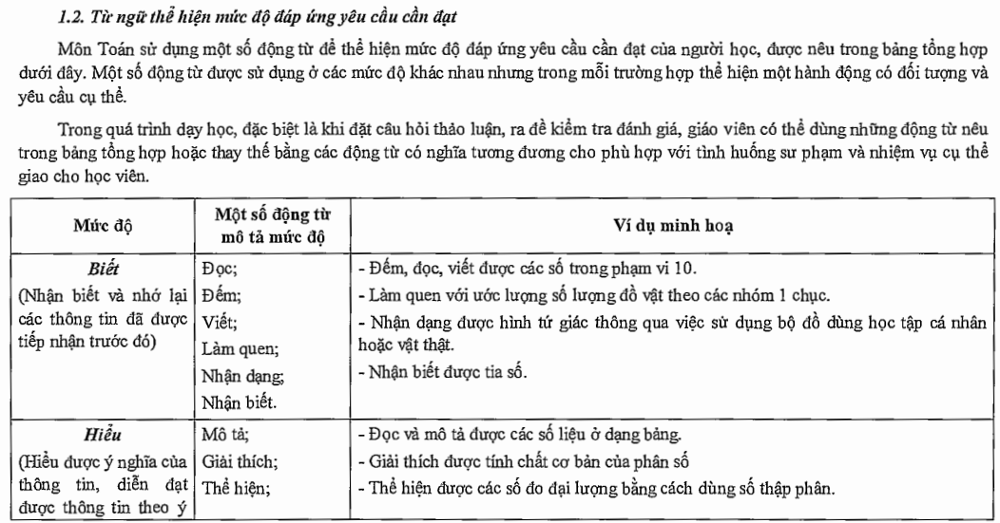 1.2. Từ ngữ thể hiện mức độ đáp ứng yêu cầu cần đạt
Môn Toán sử dụng một số động từ để thể hiện mức độ đáp ứng yêu cầu cần đạt của người học, được nêu trong bảng tổng hợp
dưới đây. Một số động từ được sử dụng ở các mức độ khác nhau nhưng trong mỗi trường hợp thể hiện một hành động có đối tượng và
yêu cầu cụ thể.
Trong quá trình dạy học, đặc biệt là khi đặt câu hỏi thảo luận, ra đề kiểm tra đánh giá, giáo viên có thể dùng những động từ nêu
trong bảng tổng hợp hoặc thay thế bằng các động từ có nghĩa tương đương cho phù hợp với tình huống sư phạm và nhiệm vụ cụ thể
giao cho học viên.
Mức độ
Một số động từ
mô tả mức độ
Ví dụ minh hoạ
Biết
(Nhận biết và nhớ lại
các thông tin đã được
tiếp nhận trước đó)
Đọc;
Đếm;
Viết;
Làm quen;
Nhận dạng;
Nhận biết.
- Đếm, đọc, viết được các số trong phạm vi 10.
- Làm quen với ước lượng số lượng đồ vật theo các nhóm 1 chục.
- Nhận dạng được hình tứ giác thông qua việc sử dụng bộ đồ dùng học tập cá nhân
hoặc vật thật.
- Nhận biết được tia số.
Hiểu
(Hiểu được ý nghĩa của
thông tin, diễn đạt
được thông tin theo ý
Mô tả;
Giải thích;
Thể hiện;
- Đọc và mô tả được các số liệu ở dạng bảng.
- Giải thích được tính chất cơ bản của phân số
- Thể hiện được các số đo đại lượng bằng cách dùng số thập phân.